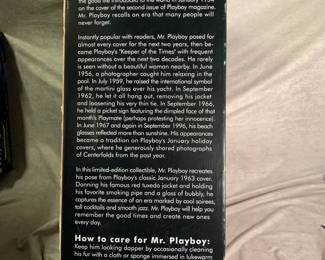 the good life introduced to the world in January 1954
on the cover of the second issue of Playboy magazine.
Mr. Playboy recalls an era that many people will
never forget.
Instantly popular with readers, Mr. Playboy posed for
almost every cover for the next two years, then be-
came Playboy's "Keeper of the Times" with frequent
appearances over the next two decades. He rarely
is seen without a beautiful woman nearby. In June
1956, a photographer caught him relaxing in the
pool. In July 1959, he raised the international symbol
of the martini glass over his yacht. In September
1962, he let it all hang out, removing his jacket
and loosening his very thin tie. In September 1966,
he held a picket sign featuring the dimpled face of that
month's Playmate (perhaps protesting her innocence).
In June 1967 and again in September 1996, his beach
glasses reflected more than sunshine. His appearances
became a tradition on Playboy's January holiday
covers, where he generously shared photographs
of Centerfolds from the past year.
In this limited-edition collectible, Mr. Playboy recreates
his pose from Playboy's classic January 1963 cover.
Donning his famous red tuxedo jacket and holding
his favorite smoking pipe and a glass of bubbly, he
captures the essence of an era marked by cool soirees,
tall cocktails and smooth jazz. Mr. Playboy will help you
remember the good times and create new ones
every day.
How to care for Mr. Playboy:
Keep him looking dapper by occasionally cleaning
his fur with a cloth or sponge immersed in lukewarm